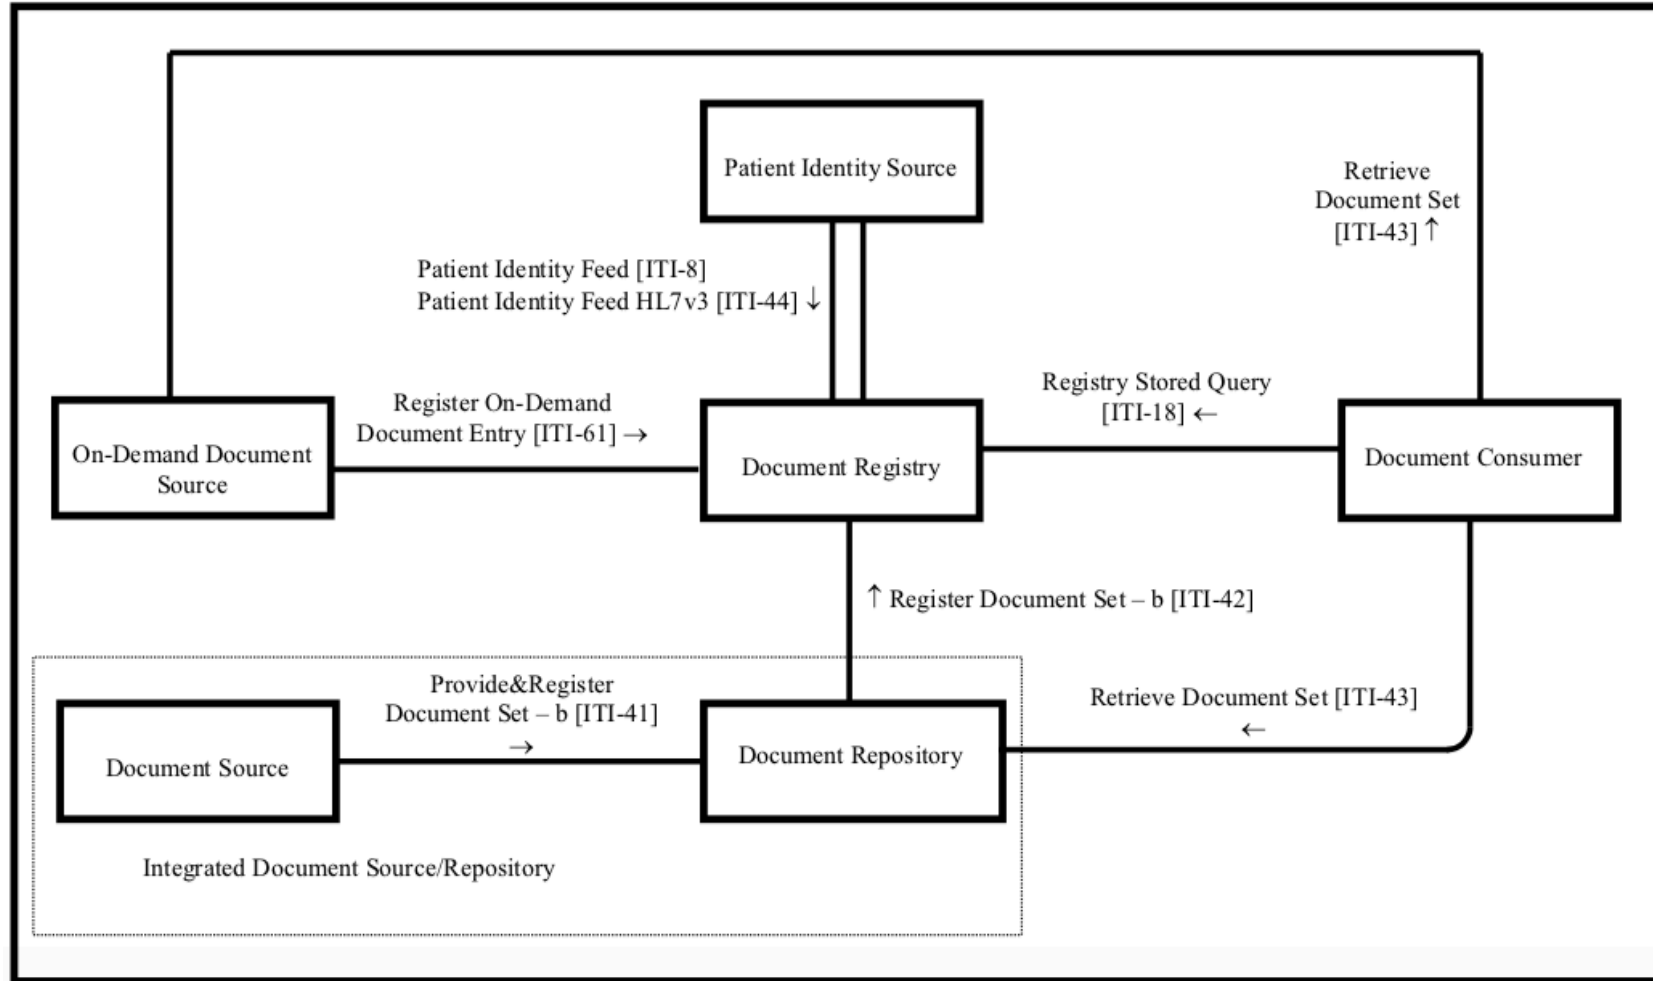 Patient Identity Source
Retrieve
Document Set
[ITI-43] ↑
Patient Identity Feed [ITI-8]
Patient Identity Feed HL7v3 [ITI-44] ↓
Register On-Demand
Document Entry [ITI-61] →
Registry Stored Query
[ITI-18] ←
On-Demand Document
Source
Document Registry
Document Consumer
↑ Register Document Set – b [ITI-42]
Provide&Register
Document Set – b [ITI-41]
→
Retrieve Document Set [ITI-43]
←
Document Source
Document Repository
Integrated Document Source/Repository